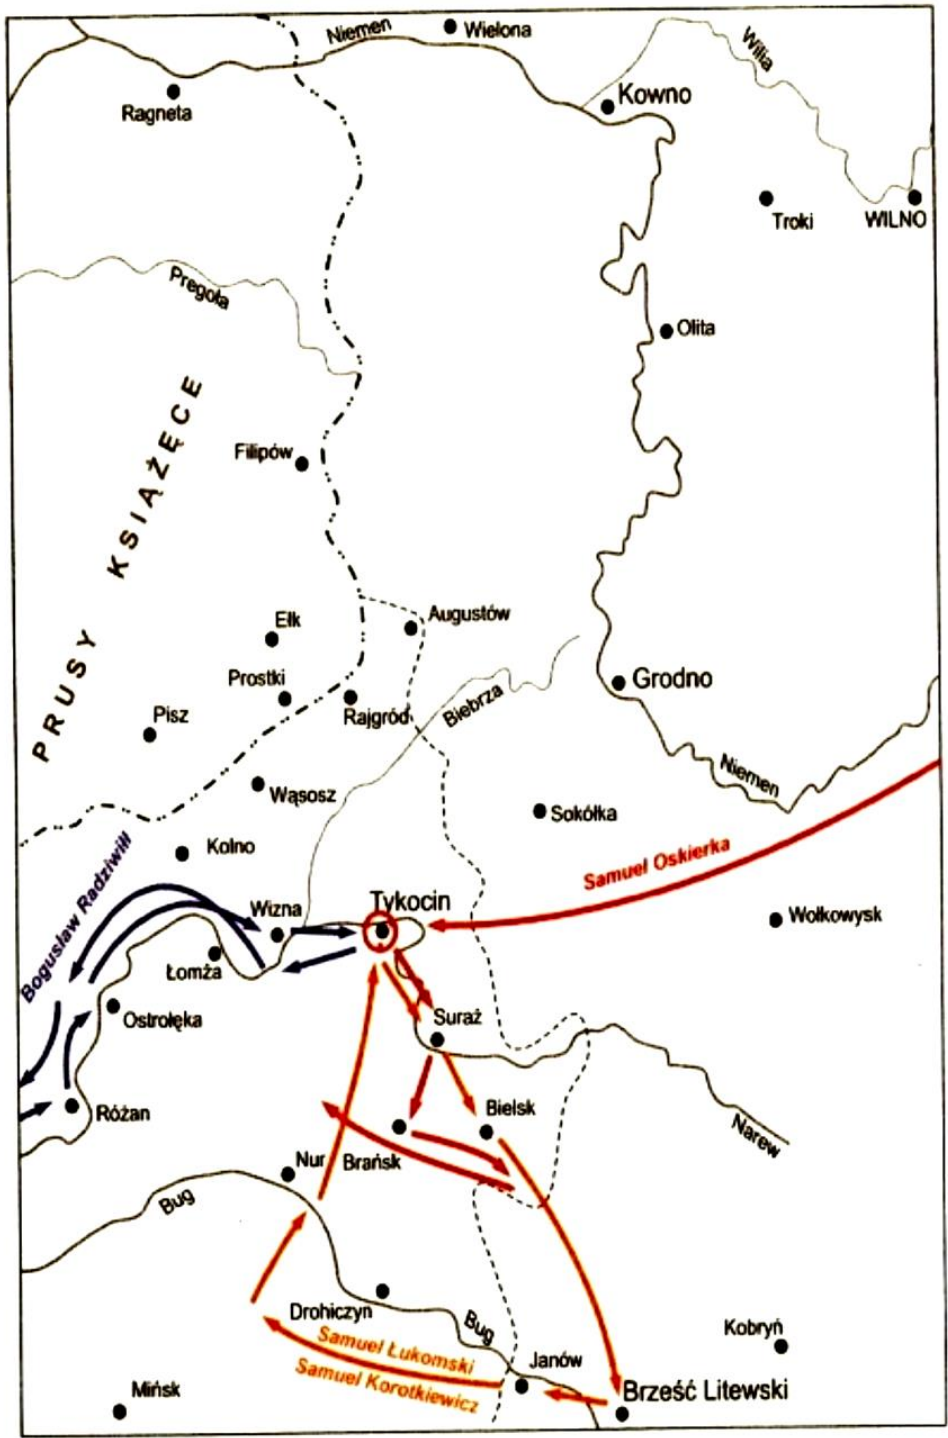 Niemen
Wielona
Wilia
Ragneta
Kowno
Troki
WILNO
Pregoła
Olita
PRUSY KSIĄŻĘCE
Filipów
Ełk
Augustów
Prostki
Rajgród
Biebrza
Grodno
Pisz
Niemen
Wąsosz
Sokółka
Kolno
Samuel Oskierka
Bogusław Radziwiłł
Wizna
Tykocin
Wołkowysk
Łomża
Ostrołęka
Suraż
Różan
Bielsk
Narew
Nur
Brańsk
Bug
Drohiczyn
Bug
Samuel Łukomski
Samuel Korotkiewicz
Janów
Kobryń
Mińsk
Brześć Litewski